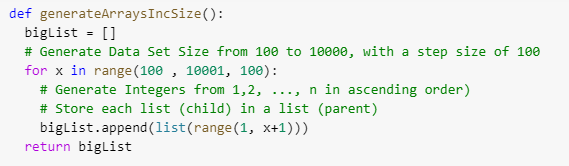 def generateArraysIncSize():
  bigList = []
  # Generate Data Set Size from 100 to 10000, with a step size of 100
  for x in range(100 , 10001, 100):
    # Generate Integers from 1,2, ..., n in ascending order)
    # Store each list (child) in a list (parent)
    bigList.append(list(range(1, x+1)))
  return bigList